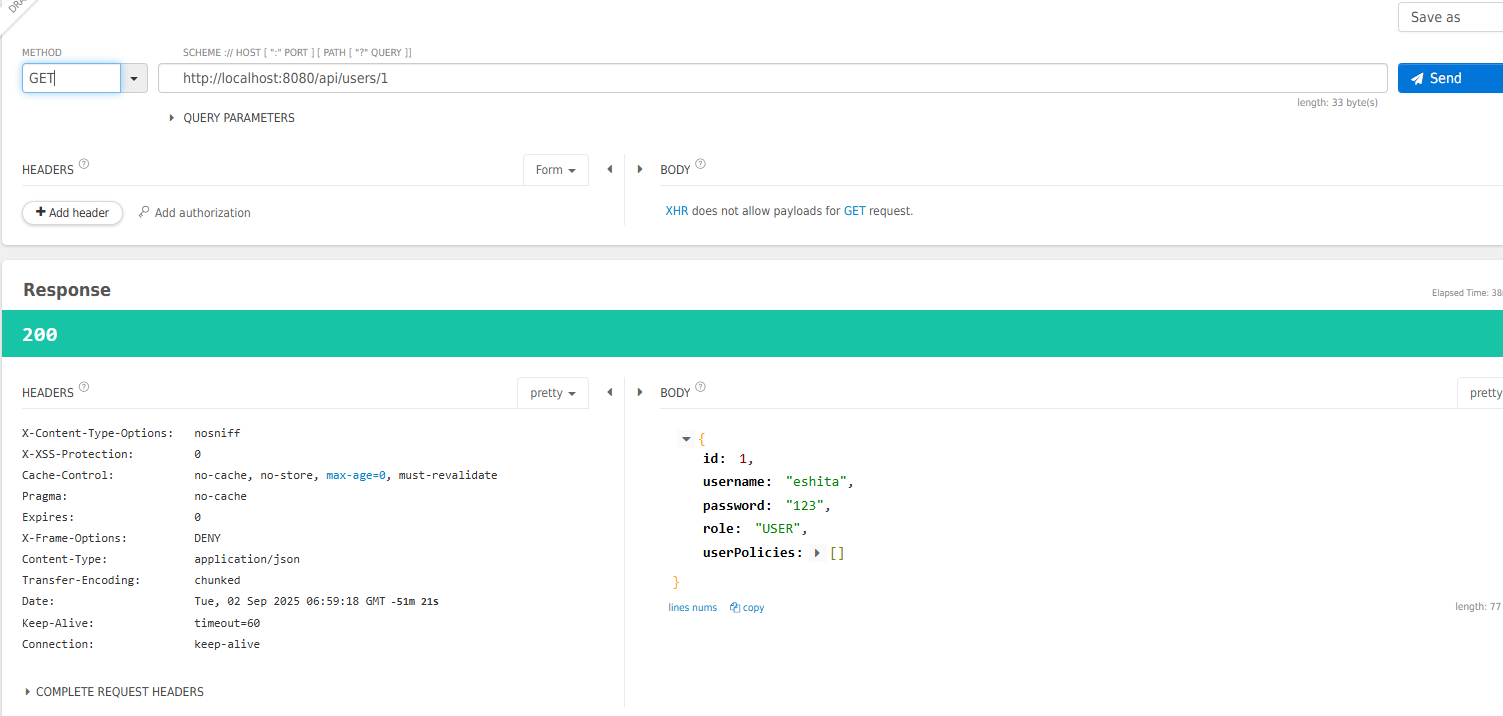 DRA
Save as
METHOD
SCHEME :// HOST [ ":" PORT ] [ PATH [ "?" QUERY ]]
GET
http://localhost:8080/api/users/1
Send
length: 33 byte(s)
QUERY PARAMETERS
HEADERS ?
Form
BODY ?
+ Add header
Add authorization
XHR does not allow payloads for GET request.
Response
Elapsed Time: 38
200
HEADERS ?
pretty
BODY ?
pretty
X-Content-Type-Options: nosniff
X-XSS-Protection: 0
Cache-Control: no-cache, no-store, max-age=0, must-revalidate
Pragma: no-cache
Expires: 0
X-Frame-Options: DENY
Content-Type: application/json
Transfer-Encoding: chunked
Date: Tue, 02 Sep 2025 06:59:18 GMT -51m 21s
Keep-Alive: timeout=60
Connection: keep-alive
{
id: 1,
username: "eshita",
password: "123",
role: "USER",
userPolicies: []
}
lines nums
copy
length: 77
COMPLETE REQUEST HEADERS